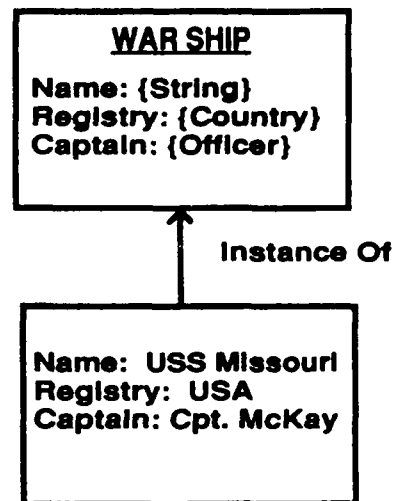 WAR SHIP
Name: {String}
Registry: {Country}
Captain: {Officer}
Instance Of
Name: USS Missouri
Registry: USA
Captain: Cpt. McKay